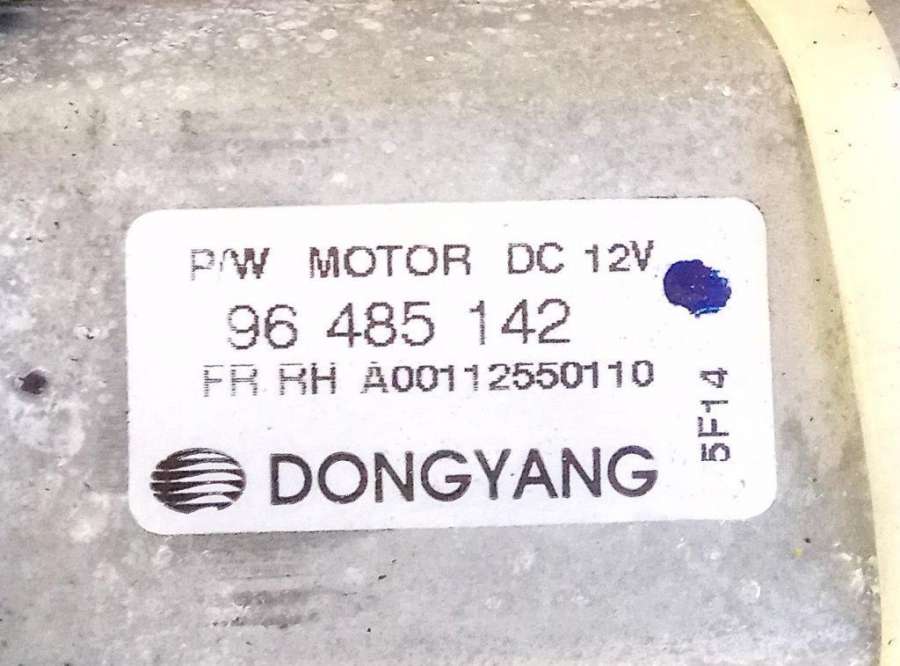 P/W MOTOR DC 12V
96 485 142
FR RH A00112550110
5F14
DONGYANG